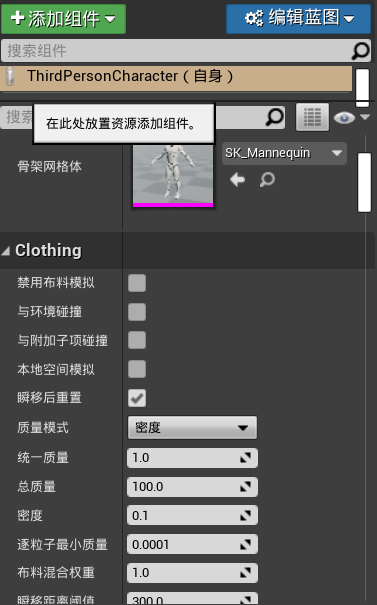 添加组件
编辑蓝图
搜索组件
ThirdPersonCharacter（自身）
搜索
在此处放置资源添加组件。
骨架网格体
SK_Mannequin
Clothing
禁用布料模拟
与环境碰撞
与附加子项碰撞
本地空间模拟
瞬移后重置
质量模式
密度
统一质量
1.0
总质量
100.0
密度
0.1
逐粒子最小质量
0.0001
布料混合权重
1.0
瞬移距离阈值
300.0